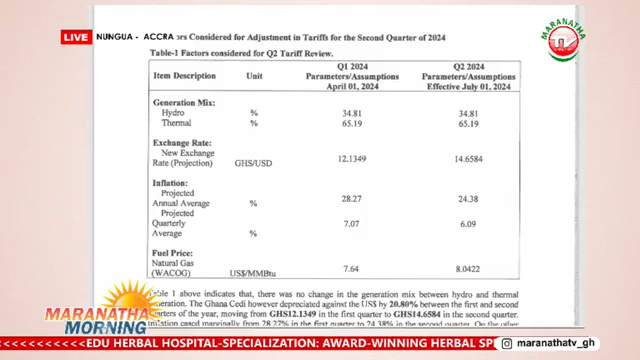 LIVE NUNGUA - ACCRA
Considered for Adjustment in Tariffs for the Second Quarter of 2024
MARANATHA
Table-1 Factors considered for Q2 Tariff Review.
Item Description Unit Q1 2024 Parameters/Assumptions April 01, 2024 Q2 2024 Parameters/Assumptions Effective July 01, 2024
Generation Mix:
Hydro % 34.81 34.81
Thermal % 65.19 65.19
Exchange Rate:
New Exchange
Rate (Projection) GHS/USD 12.1349 14.6584
Inflation:
Projected
Annual Average % 28.27 24.38
Projected
Quarterly 7.07 6.09
Average %
Fuel Price:
Natural Gas
(WACOG) US$/MMBtu 7.64 8.0422
1 above indicates that, there was no change in the generation mix between hydro and thermal
The Ghana Cedi however depreciated against the US$ by 20.80% between the first and second
of the year, moving from GHS12.1349 in the first quarter to GHS14.6584 in the second quarter.
marginally from 28.27% in the first quarter to 24.38% in the second quarter. On the other
MARANATHA
MORNING
EDU HERBAL HOSPITAL-SPECIALIZATION: AWARD-WINNING HERBAL SP
maranathatv_gh